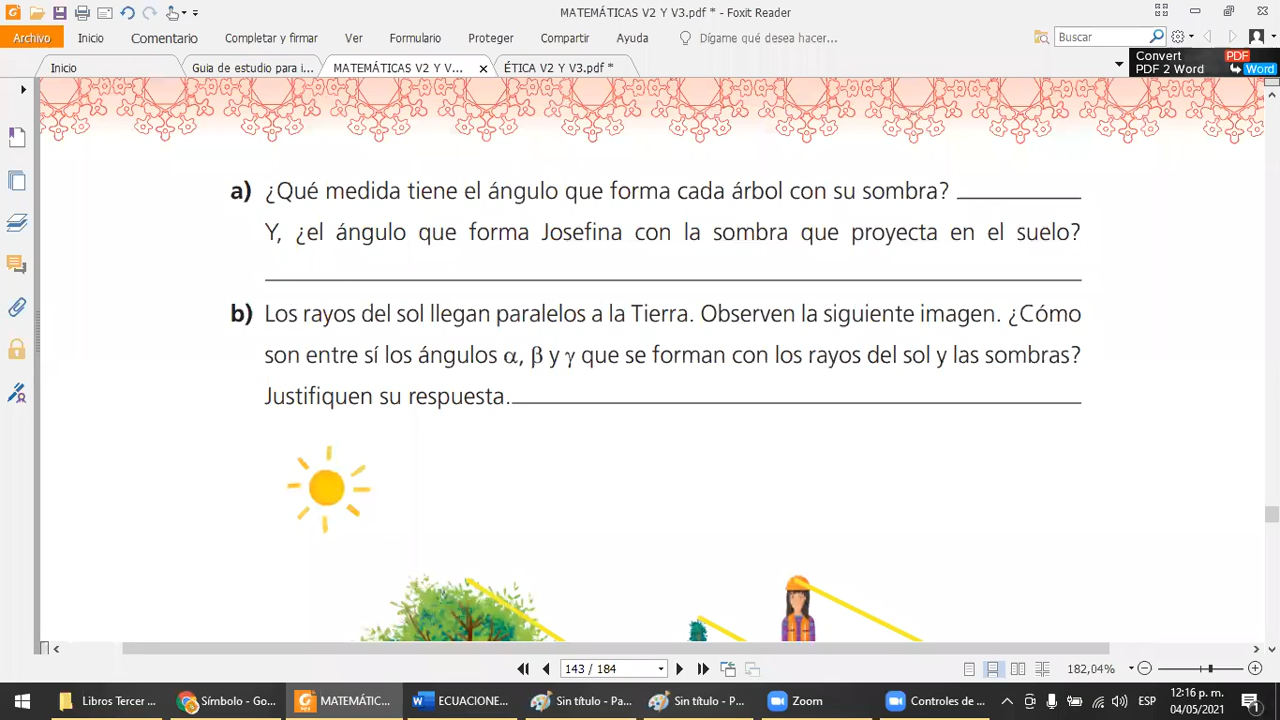 MATEMÁTICAS V2 Y V3.pdf * - Foxit Reader
Archivo Inicio Comentario Completar y firmar Ver Formulario Proteger Compartir Ayuda Dígame qué desea hacer... Buscar
Inicio Guia de estudio para i... MATEMÁTICAS V2 Y V... ÉTICA V2 Y V3.pdf *
Convert PDF
PDF 2 Word Word
a) ¿Qué medida tiene el ángulo que forma cada árbol con su sombra?
Y, ¿el ángulo que forma Josefina con la sombra que proyecta en el suelo?
b) Los rayos del sol llegan paralelos a la Tierra. Observen la siguiente imagen. ¿Cómo
son entre sí los ángulos α, β y γ que se forman con los rayos del sol y las sombras?
Justifiquen su respuesta.
143 / 184 182,04%
Libros Tercer ... Símbolo - Go... MATEMÁTIC... ECUACIONE... Sin título - Pa... Sin título - P... Zoom Controles de ... ESP 12:16 p. m.
04/05/2021